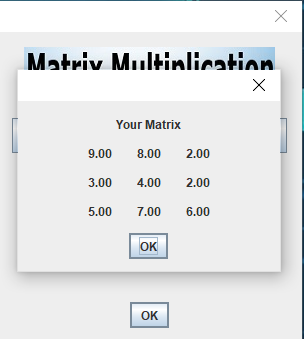 Matrix Multiplication
Your Matrix
9.00 8.00 2.00
3.00 4.00 2.00
5.00 7.00 6.00
OK
OK